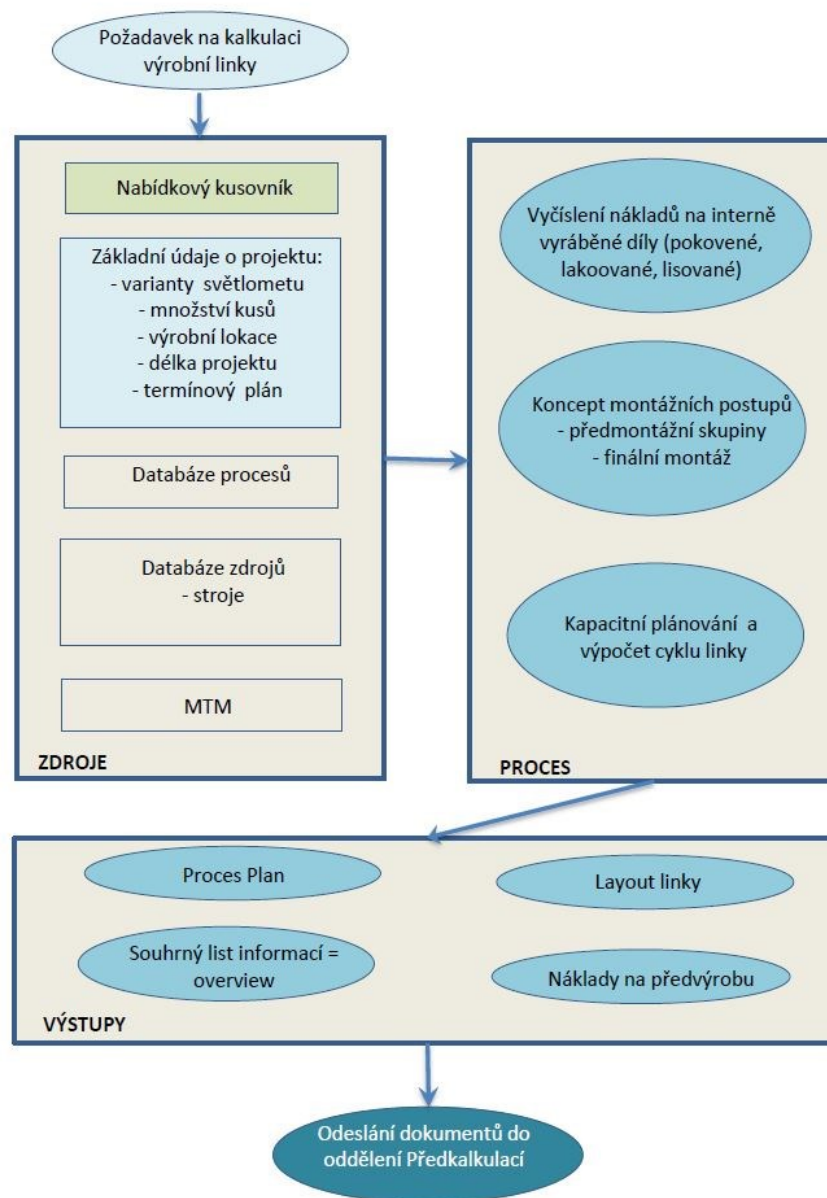 Požadavek na kalkulaci
výrobní linky
Nabídkový kusovník
Základní údaje o projektu:
- varianty světlometu
- množství kusů
- výrobní lokace
- délka projektu
- termínový plán
Databáze procesů
Databáze zdrojů
- stroje
MTM
ZDROJE
Vyčíslení nákladů na interně
vyráběné díly (pokovené,
lakoované, lisované)
Koncept montážních postupů
- předmontážní skupiny
- finální montáž
Kapacitní plánování a
výpočet cyklu linky
PROCES
Proces Plan
Layout linky
Souhrný list informací =
overview
Náklady na předvýrobu
VÝSTUPY
Odeslání dokumentů do
oddělení Předkalkulací